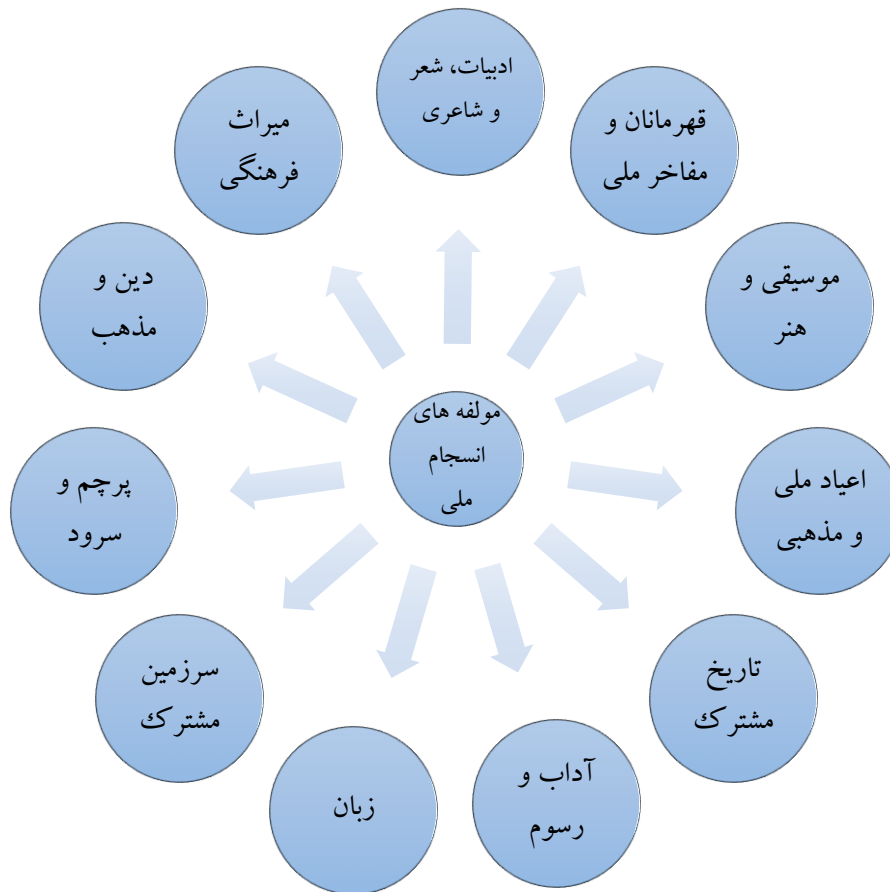 مولفه های
انسجام
ملی
ادبیات، شعر
و شاعری
قهرمانان و
مفاخر ملی
موسیقی و
هنر
اعیاد ملی
و مذهبی
تاریخ
مشترک
آداب و
رسوم
زبان
سرزمین
مشترک
پرچم و
سرود
دین و
مذهب
میراث
فرهنگی